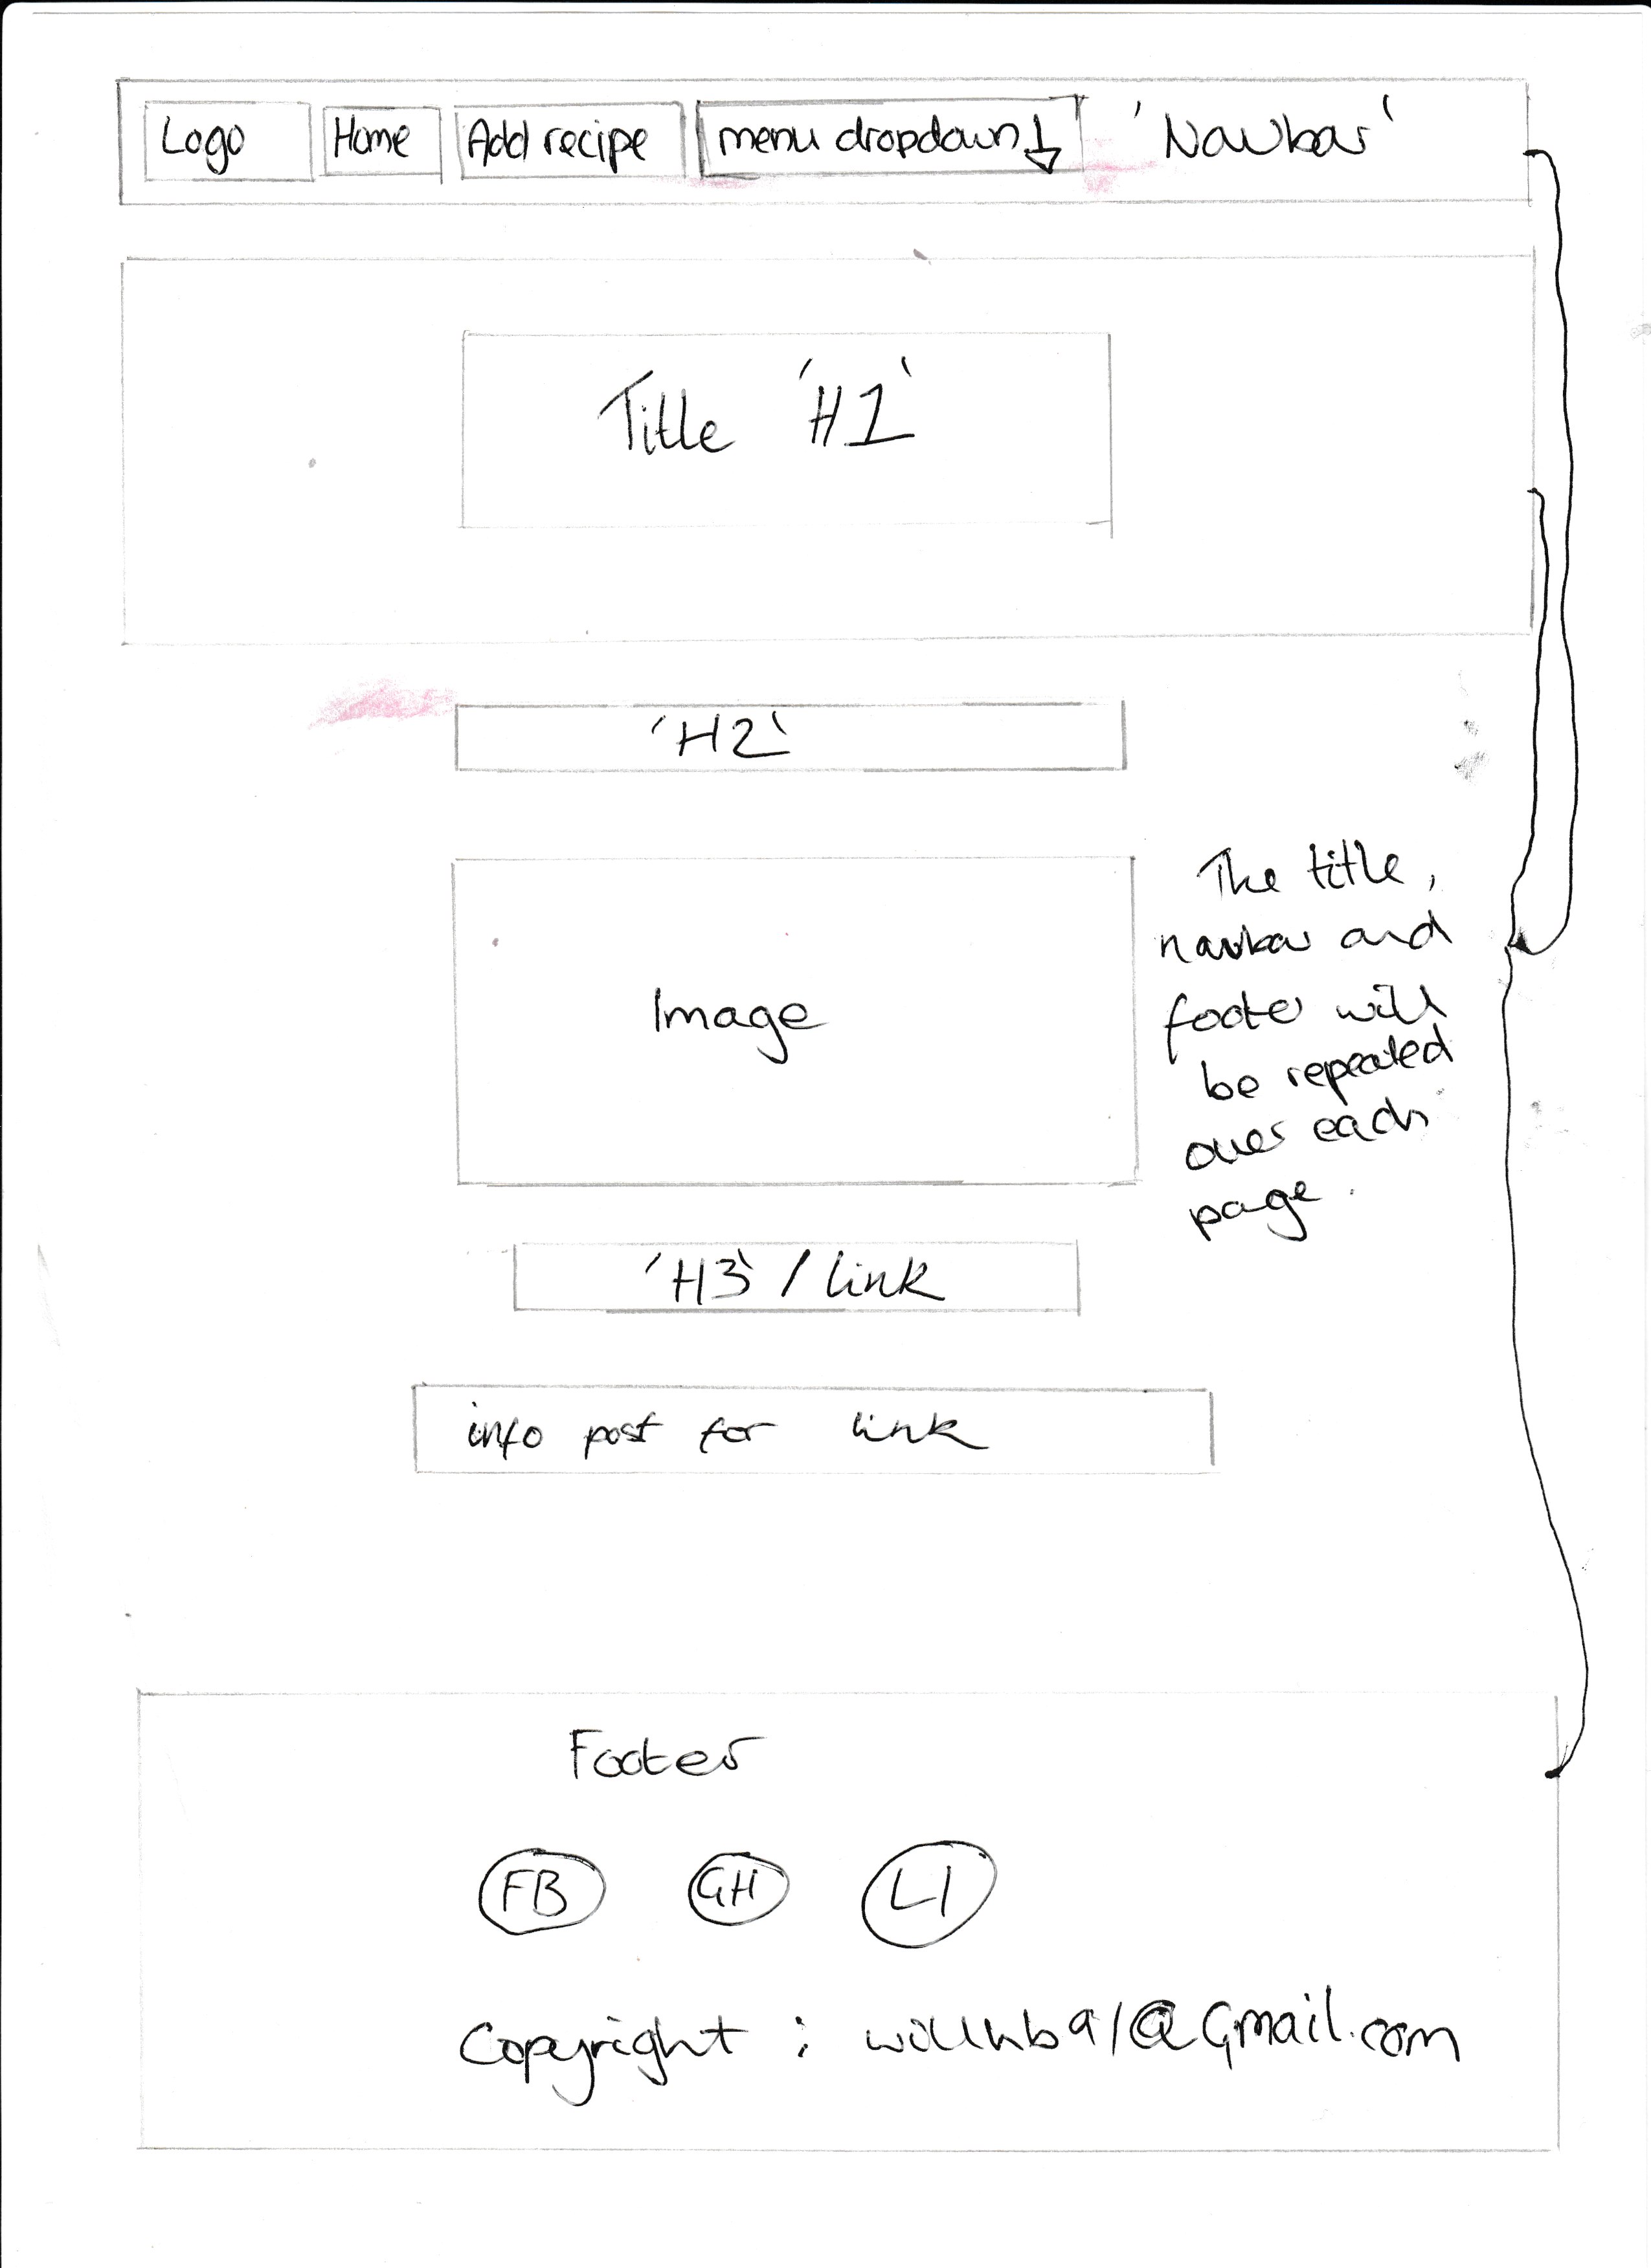 Logo Home Add recipe menu dropdown 'Navbar'
Title 'H1'
'H2'
Image
The title,
navbar and
footer will
be repeated
over each
page.
'H3' / link
info post for link
Footer
FB GH LI
Copyright : @Gmail.com